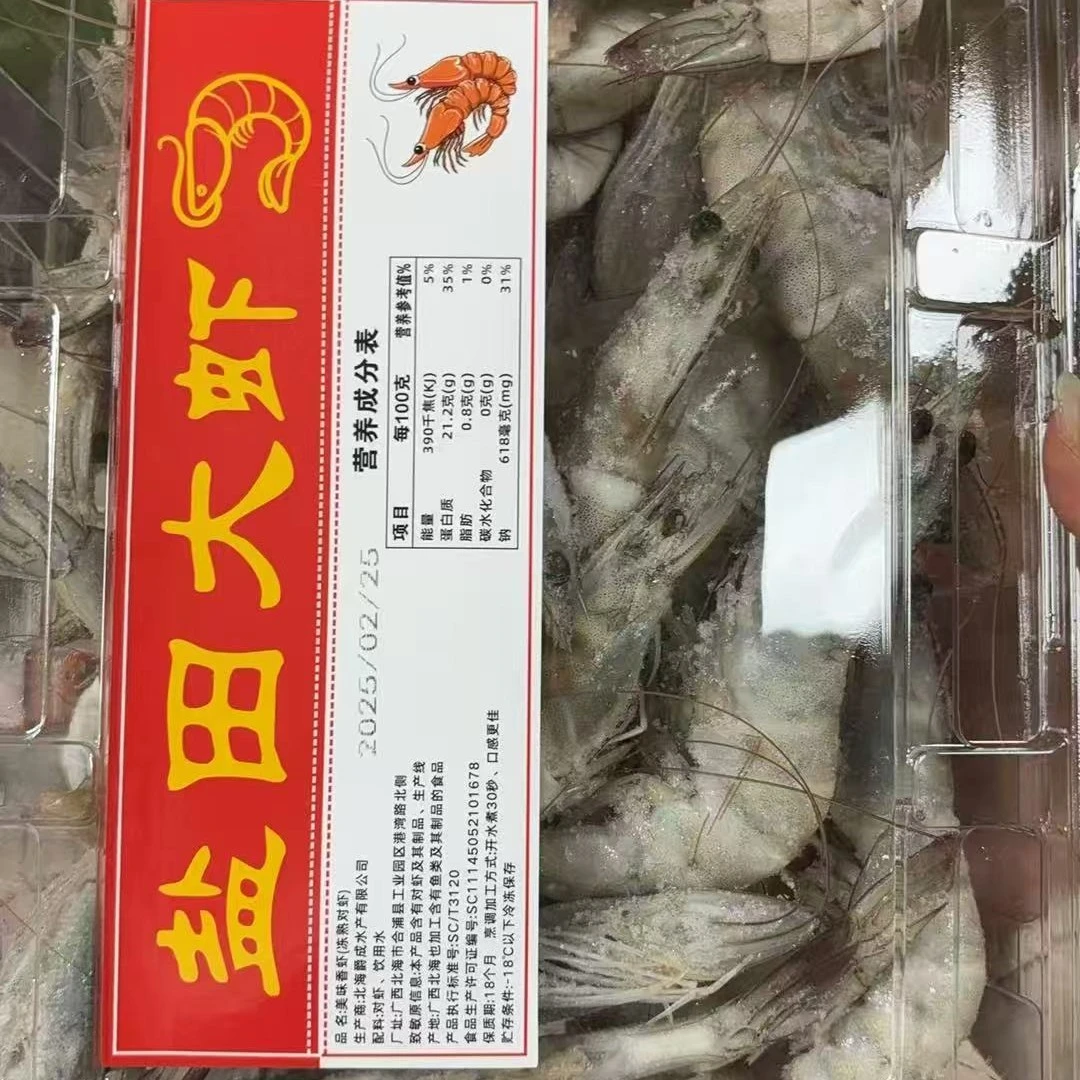 盐田大虾
品 名:美味香虾(冻熟对虾)
生产商:北海爵成水产有限公司
配料:对虾、饮用水
厂 址:广西北海市合浦县工业园区港湾路北侧
致敏原信息:本产品含有对虾及其制品、生产线
产地:广西北海也加工含有鱼类及其制品的食品
产品执行标准号:SC/T3120
食品生产许可证编号:SC11145052101678
保质期:18个月 烹调加工方式:开水煮30秒、口感更佳
贮存条件:-18℃以下冷冻保存
2025/02/25
营养成分表
项目 每100克 营养参考值%
能量 390千焦(KJ) 5%
蛋白质 21.2克(g) 35%
脂肪 0.8克(g) 1%
碳水化合物 0克(g) 0%
钠 618毫克(mg) 31%